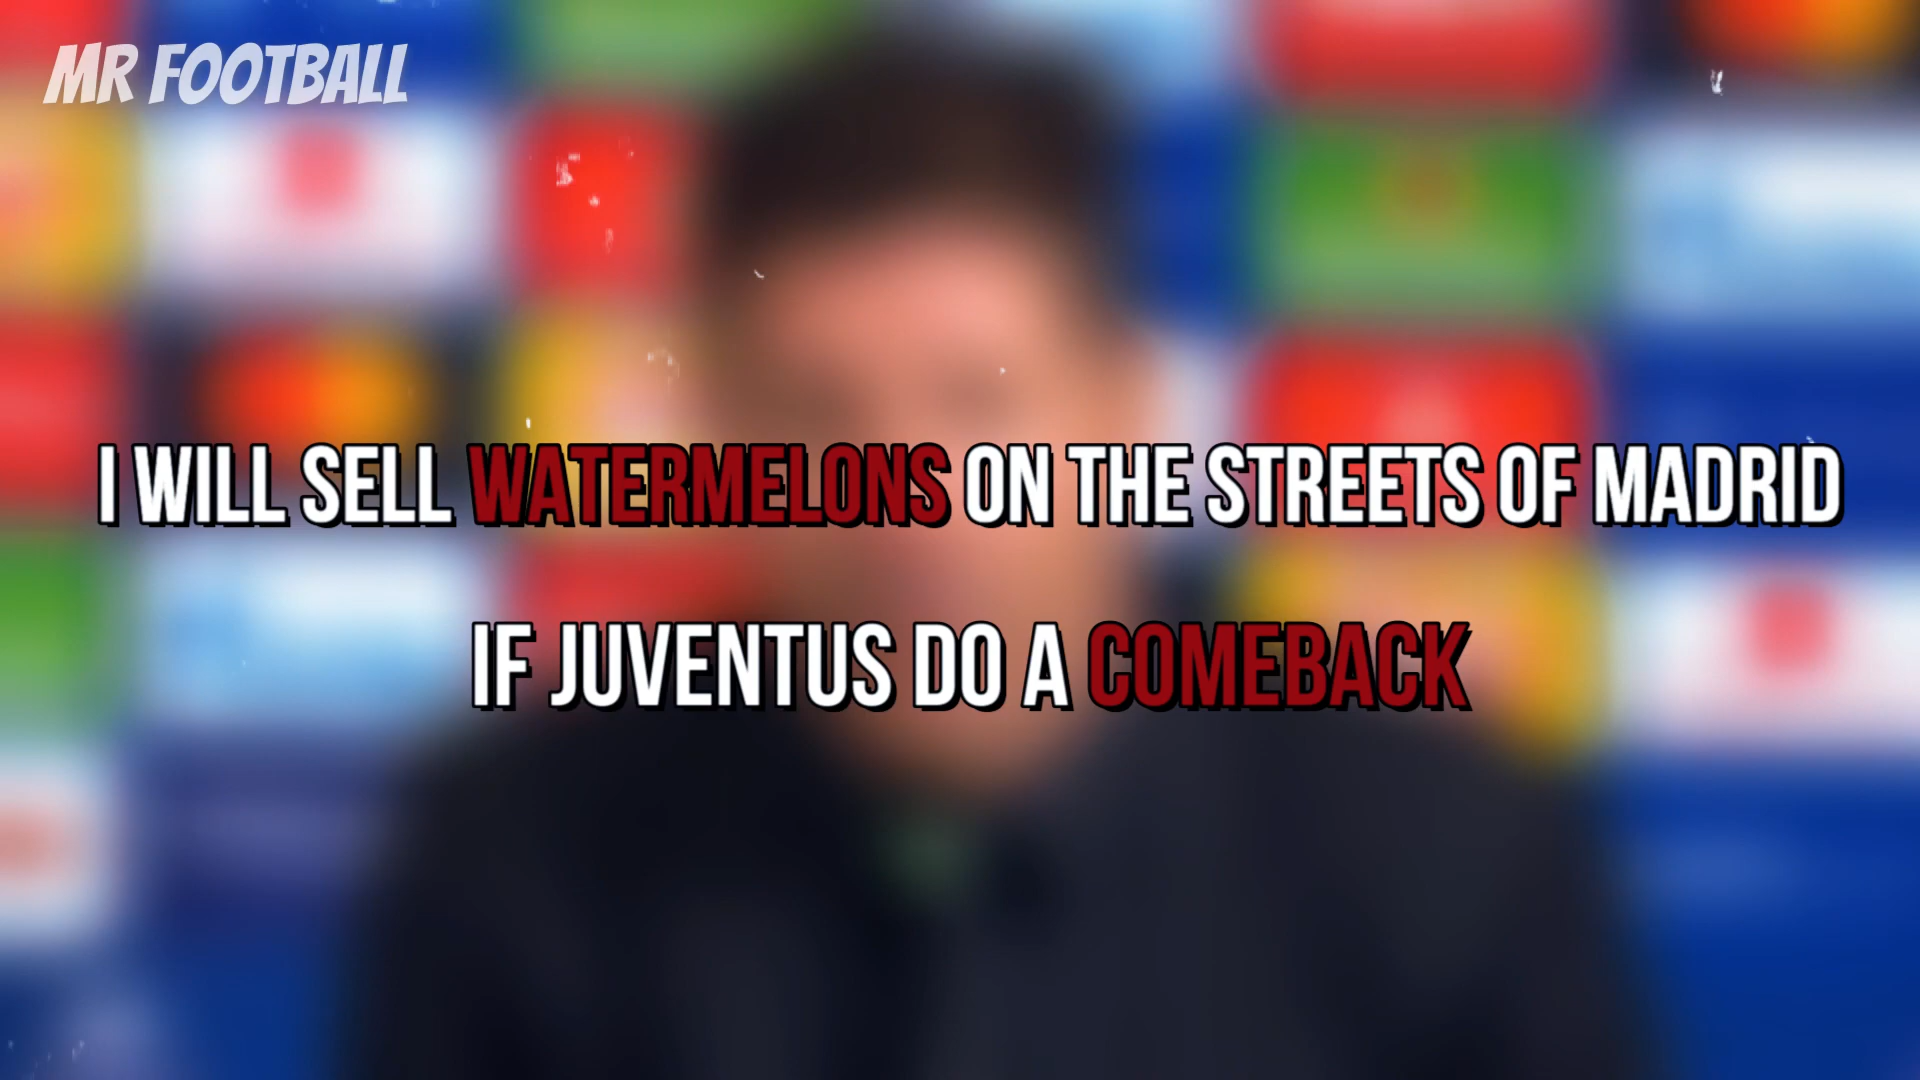 MR FOOTBALL
I WILL SELL WATERMELONS ON THE STREETS OF MADRID
IF JUVENTUS DO A COMEBACK